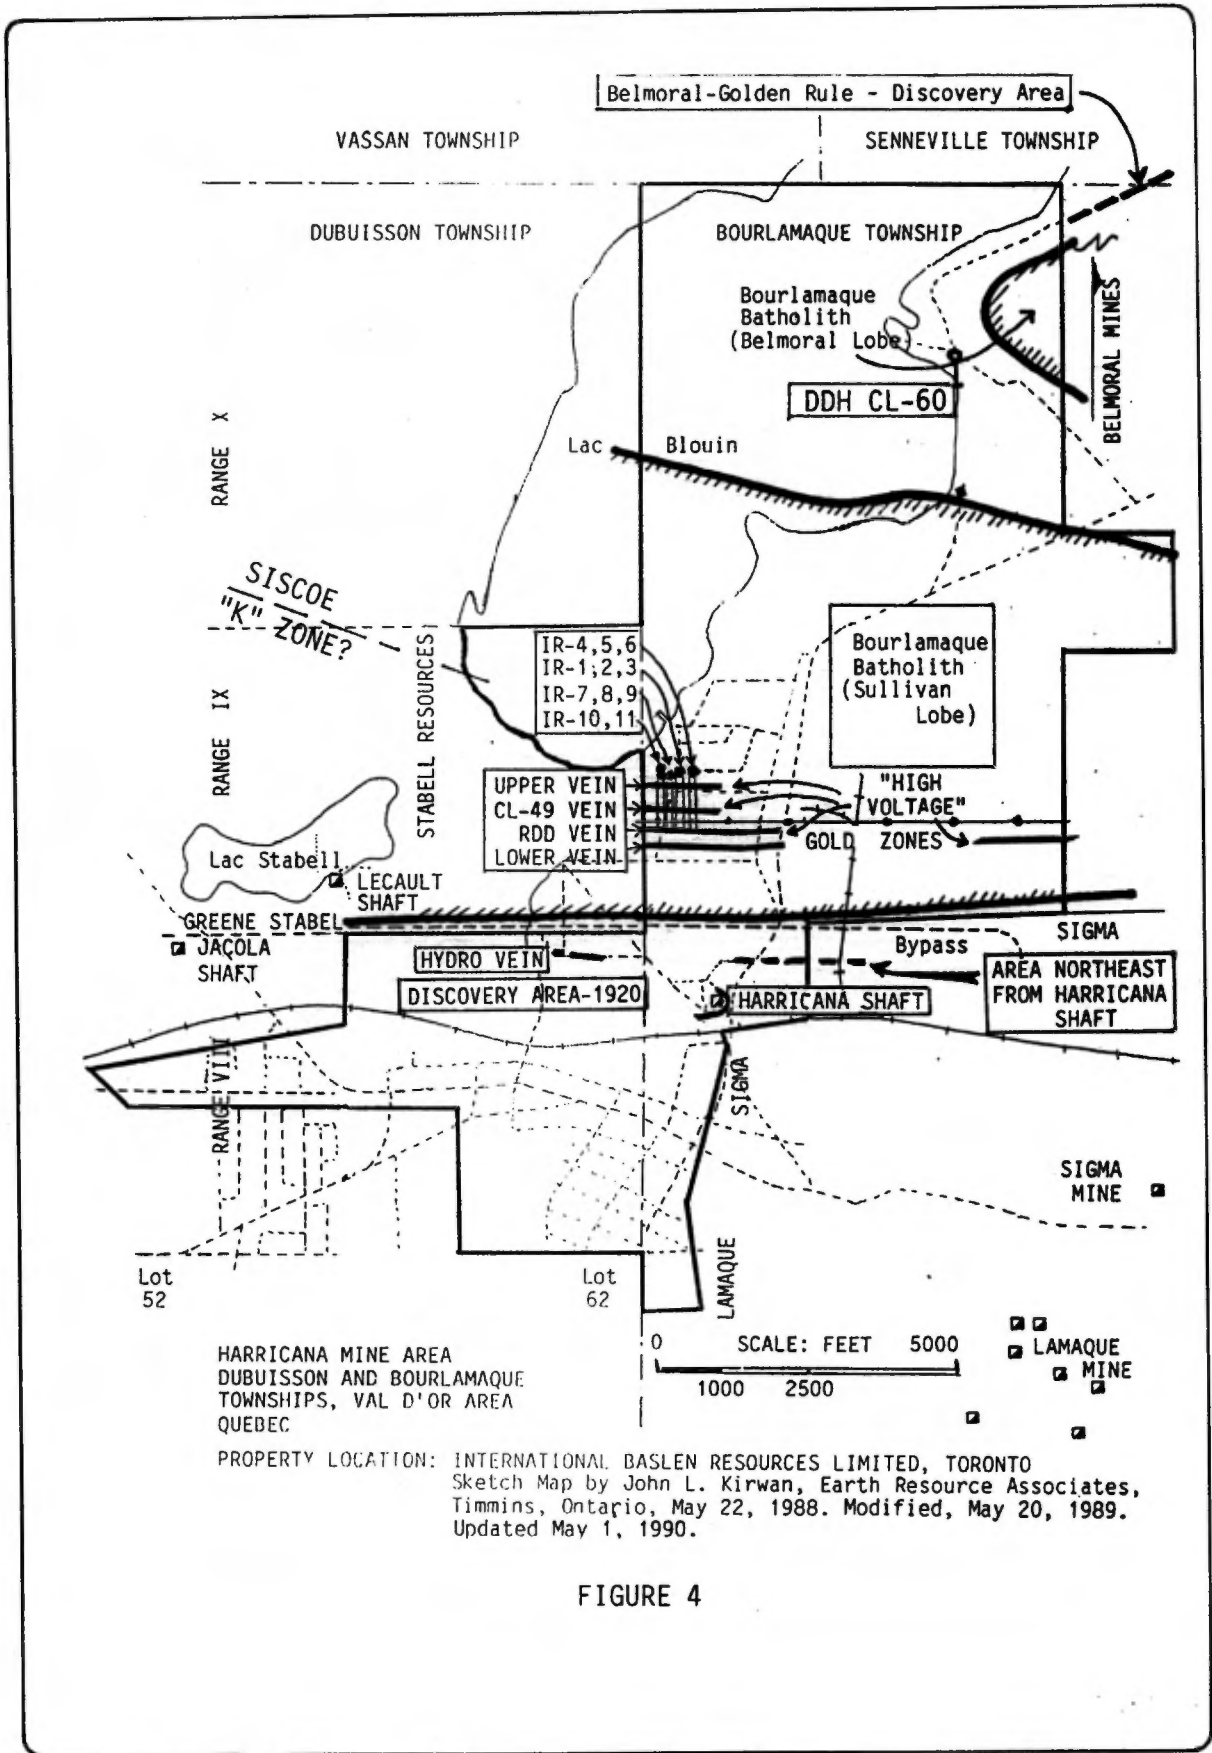 Belmoral-Golden Rule - Discovery Area
VASSAN TOWNSHIP
SENNEVILLE TOWNSHIP
DUBUISSON TOWNSHIP
BOURLAMAQUE TOWNSHIP
Bourlamaque
Batholith
(Belmoral Lobe)
BELMORAL MINES
DDH CL-60
RANGE X
Lac Blouin
SISCOE
"K" ZONE?
STABELL RESOURCES
IR-4,5,6
IR-1,2,3
IR-7,8,9
IR-10,11
Bourlamaque
Batholith
(Sullivan
Lobe)
RANGE IX
UPPER VEIN
CL-49 VEIN
RDD VEIN
LOWER VEIN
"HIGH
VOLTAGE"
GOLD ZONES
Lac Stabell
LECAULT
SHAFT
GREENE STABEL
JACOLA
SHAFT
HYDRO VEIN
Bypass
SIGMA
DISCOVERY AREA-1920
HARRICANA SHAFT
AREA NORTHEAST
FROM HARRICANA
SHAFT
RANGE VIII
SIGMA
SIGMA
MINE
LAMAQUE
Lot
52
Lot
62
0 SCALE: FEET 5000
1000 2500
LAMAQUE
MINE
HARRICANA MINE AREA
DUBUISSON AND BOURLAMAQUE
TOWNSHIPS, VAL D'OR AREA
QUEBEC
PROPERTY LOCATION: INTERNATIONAL BASLEN RESOURCES LIMITED, TORONTO
Sketch Map by John L. Kirwan, Earth Resource Associates,
Timmins, Ontario, May 22, 1988. Modified, May 20, 1989.
Updated May 1, 1990.
FIGURE 4